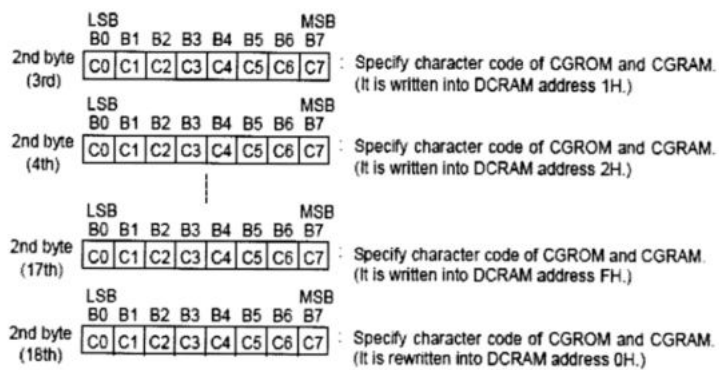 LSB MSB
B0 B1 B2 B3 B4 B5 B6 B7
2nd byte C0 C1 C2 C3 C4 C5 C6 C7 : Specify character code of CGROM and CGRAM.
(3rd) (It is written into DCRAM address 1H.)
LSB MSB
B0 B1 B2 B3 B4 B5 B6 B7
2nd byte C0 C1 C2 C3 C4 C5 C6 C7 : Specify character code of CGROM and CGRAM.
(4th) (It is written into DCRAM address 2H.)
LSB MSB
B0 B1 B2 B3 B4 B5 B6 B7
2nd byte C0 C1 C2 C3 C4 C5 C6 C7 : Specify character code of CGROM and CGRAM.
(17th) (It is written into DCRAM address FH.)
LSB MSB
B0 B1 B2 B3 B4 B5 B6 B7
2nd byte C0 C1 C2 C3 C4 C5 C6 C7 : Specify character code of CGROM and CGRAM.
(18th) (It is rewritten into DCRAM address 0H.)